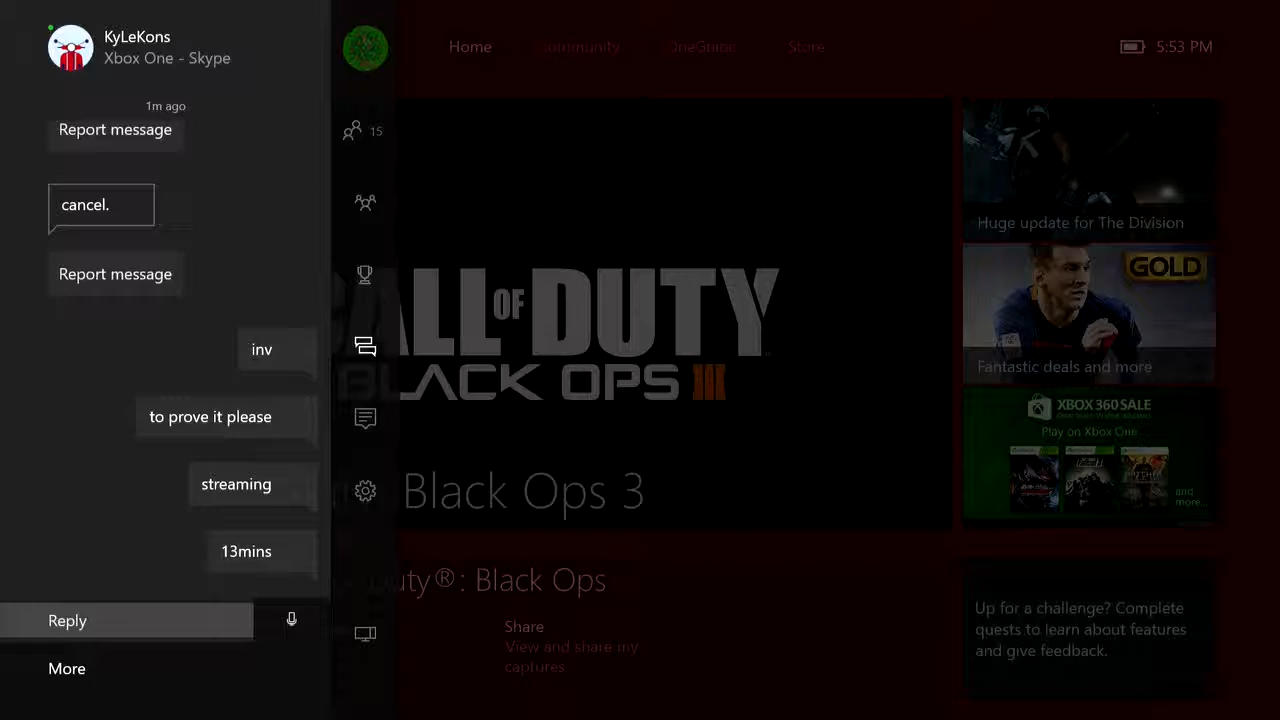 KyLeKons
Xbox One - Skype
1m ago
Report message
cancel.
Report message
inv
to prove it please
streaming
13mins
Reply
More
15
Home
Community
OneGuide
Store
5:53 PM
CALL OF DUTY
BLACK OPS III
Black Ops 3
Duty®: Black Ops
Share
View and share my
captures
Huge update for The Division
GOLD
Fantastic deals and more
XBOX 360 SALE
Play on Xbox One
and
more...
Up for a challenge? Complete
quests to learn about features
and give feedback.